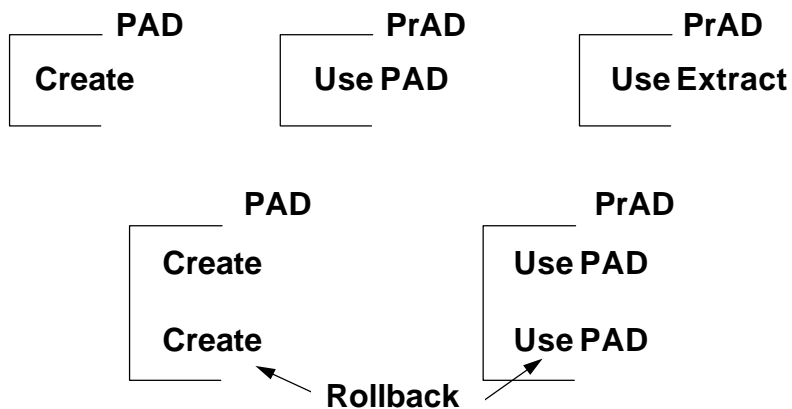 PAD PrAD PrAD
Create Use PAD Use Extract
PAD PrAD
Create Use PAD
Create Use PAD
Rollback